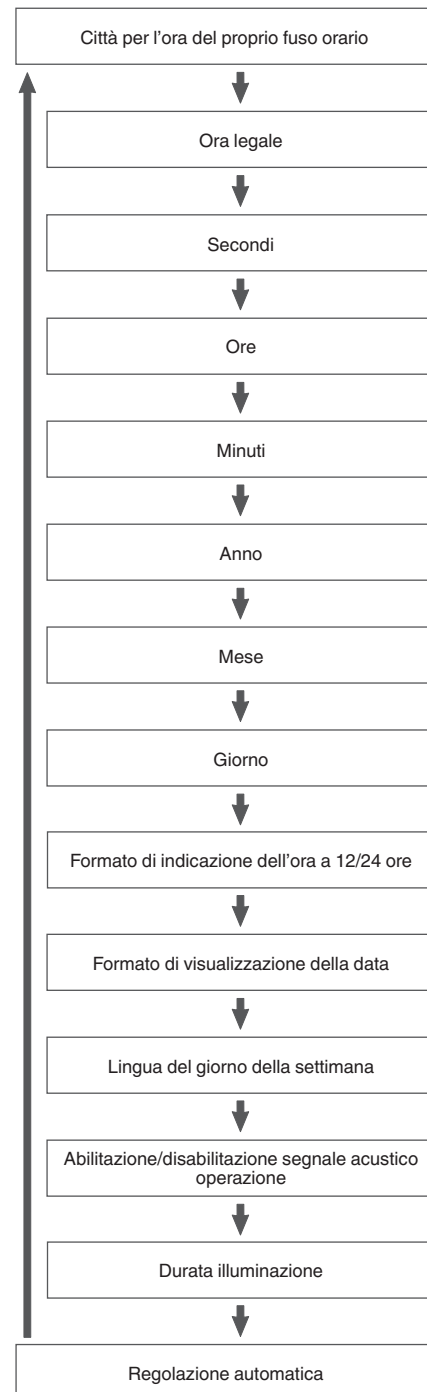 Città per l'ora del proprio fuso orario
Ora legale
Secondi
Ore
Minuti
Anno
Mese
Giorno
Formato di indicazione dell'ora a 12/24 ore
Formato di visualizzazione della data
Lingua del giorno della settimana
Abilitazione/disabilitazione segnale acustico
operazione
Durata illuminazione
Regolazione automatica